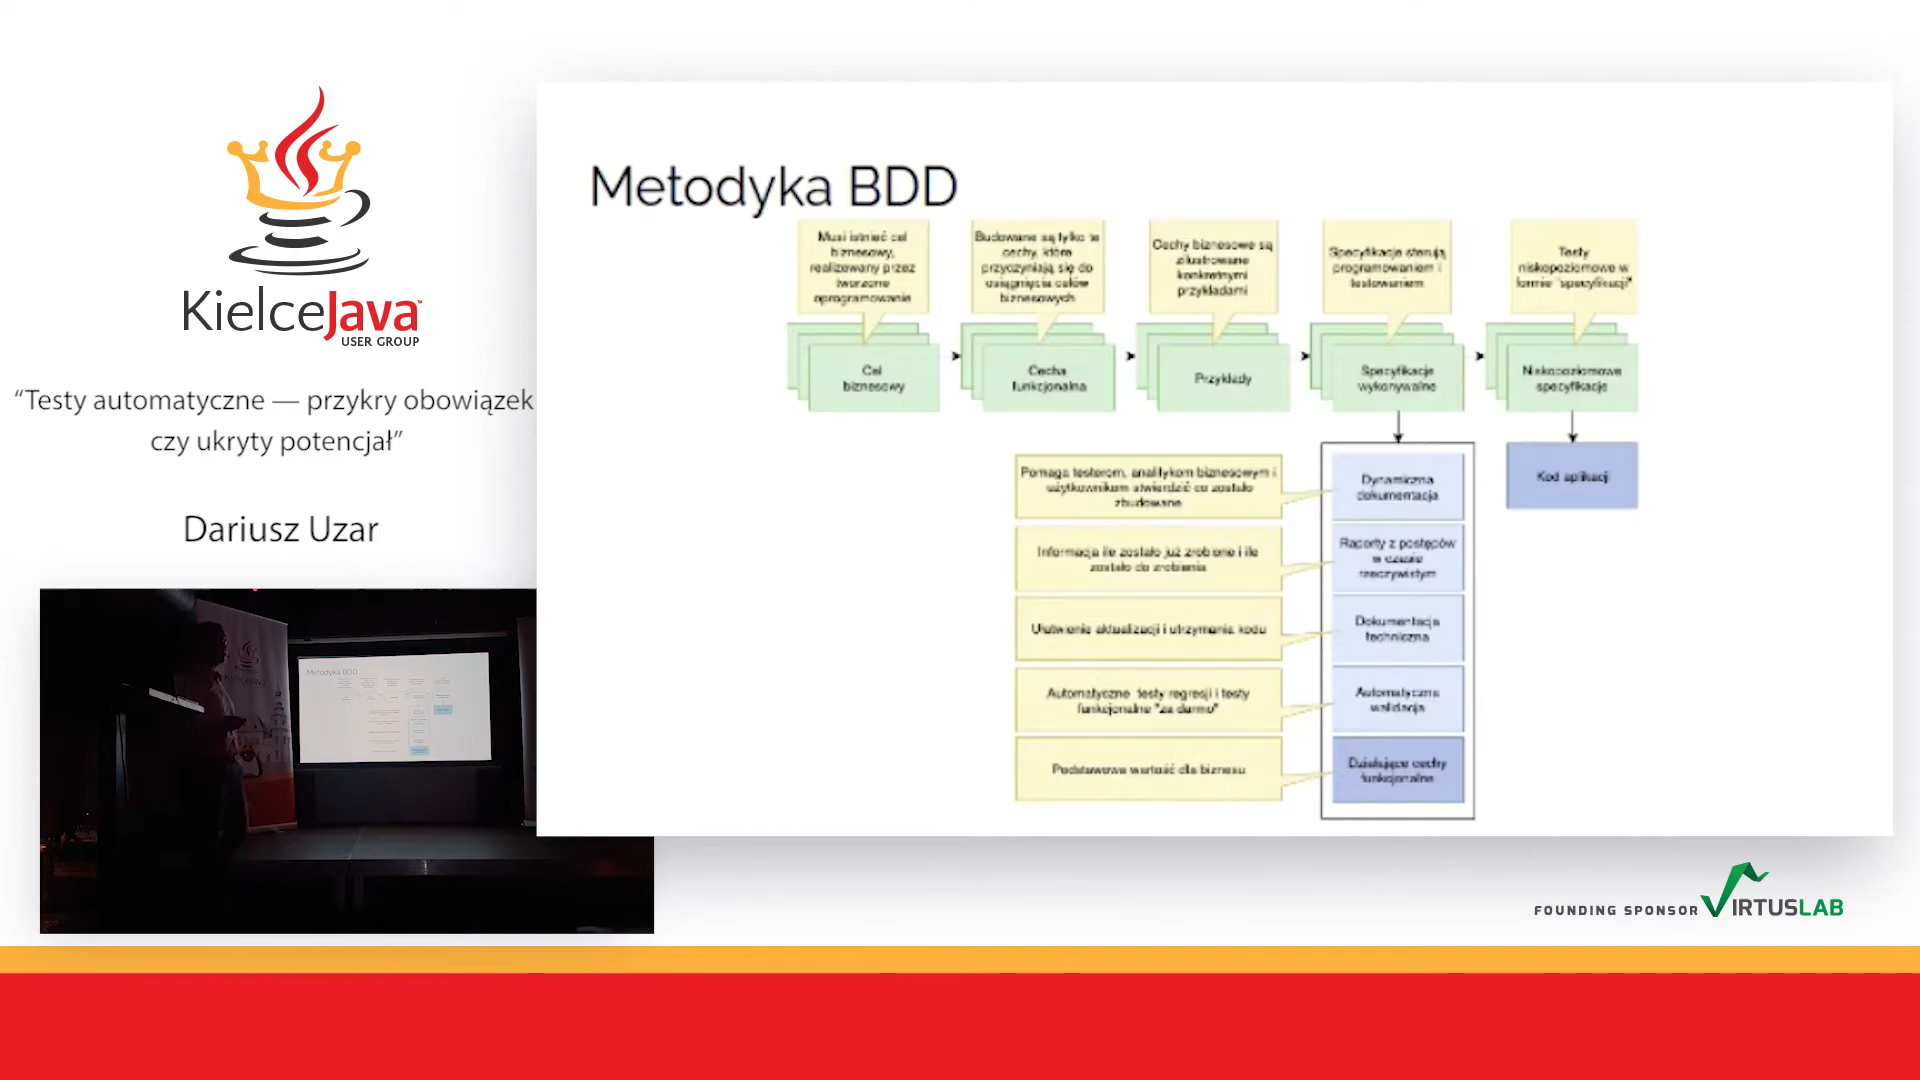 KielceJava
USER GROUP
“Testy automatyczne — przykry obowiązek
czy ukryty potencjał”
Dariusz Uzar
Metodyka BDD
Musi istnieć cel
biznesowy,
realizowany przez
tworzone
oprogramowanie
Budowane są tylko te
cechy, które
przyczyniają się do
osiągnięcia celów
biznesowych
Cechy biznesowe są
zilustrowane
konkretnymi
przykładami
Specyfikacje sterują
programowaniem i
testowaniem
Testy
niskopoziomowe w
formie "specyfikacji"
Cel
biznesowy
Cecha
funkcjonalna
Przykłady
Specyfikacje
wykonywalne
Niskopoziomowe
specyfikacje
Pomaga testerom, analitykom biznesowym i
użytkownikom stwierdzić co zostało
zbudowane
Dynamiczna
dokumentacja
Kod aplikacji
Informacja ile zostało już zrobione i ile
zostało do zrobienia
Raporty z postępów
w czasie
rzeczywistym
Ułatwienie aktualizacji i utrzymania kodu
Dokumentacja
techniczna
Automatyczne testy regresji i testy
funkcjonalne "za darmo"
Automatyczna
walidacja
Podstawowa wartość dla biznesu
Działające cechy
funkcjonalne
Metodyka BDD
FOUNDING SPONSOR VIRTUSLAB